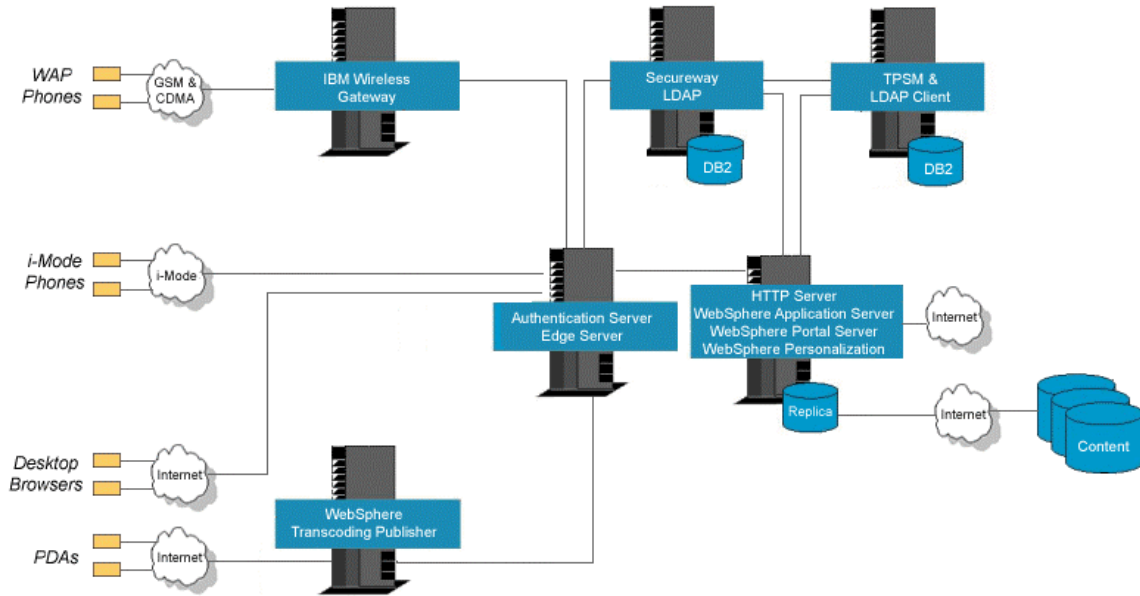 WAP
Phones
GSM &
CDMA
IBM Wireless
Gateway
Secureway
LDAP
DB2
TPSM &
LDAP Client
DB2
i-Mode
Phones
i-Mode
Authentication Server
Edge Server
HTTP Server
WebSphere Application Server
WebSphere Portal Server
WebSphere Personalization
Internet
Replica
Internet
Content
Desktop
Browsers
Internet
WebSphere
Transcoding Publisher
PDAs
Internet